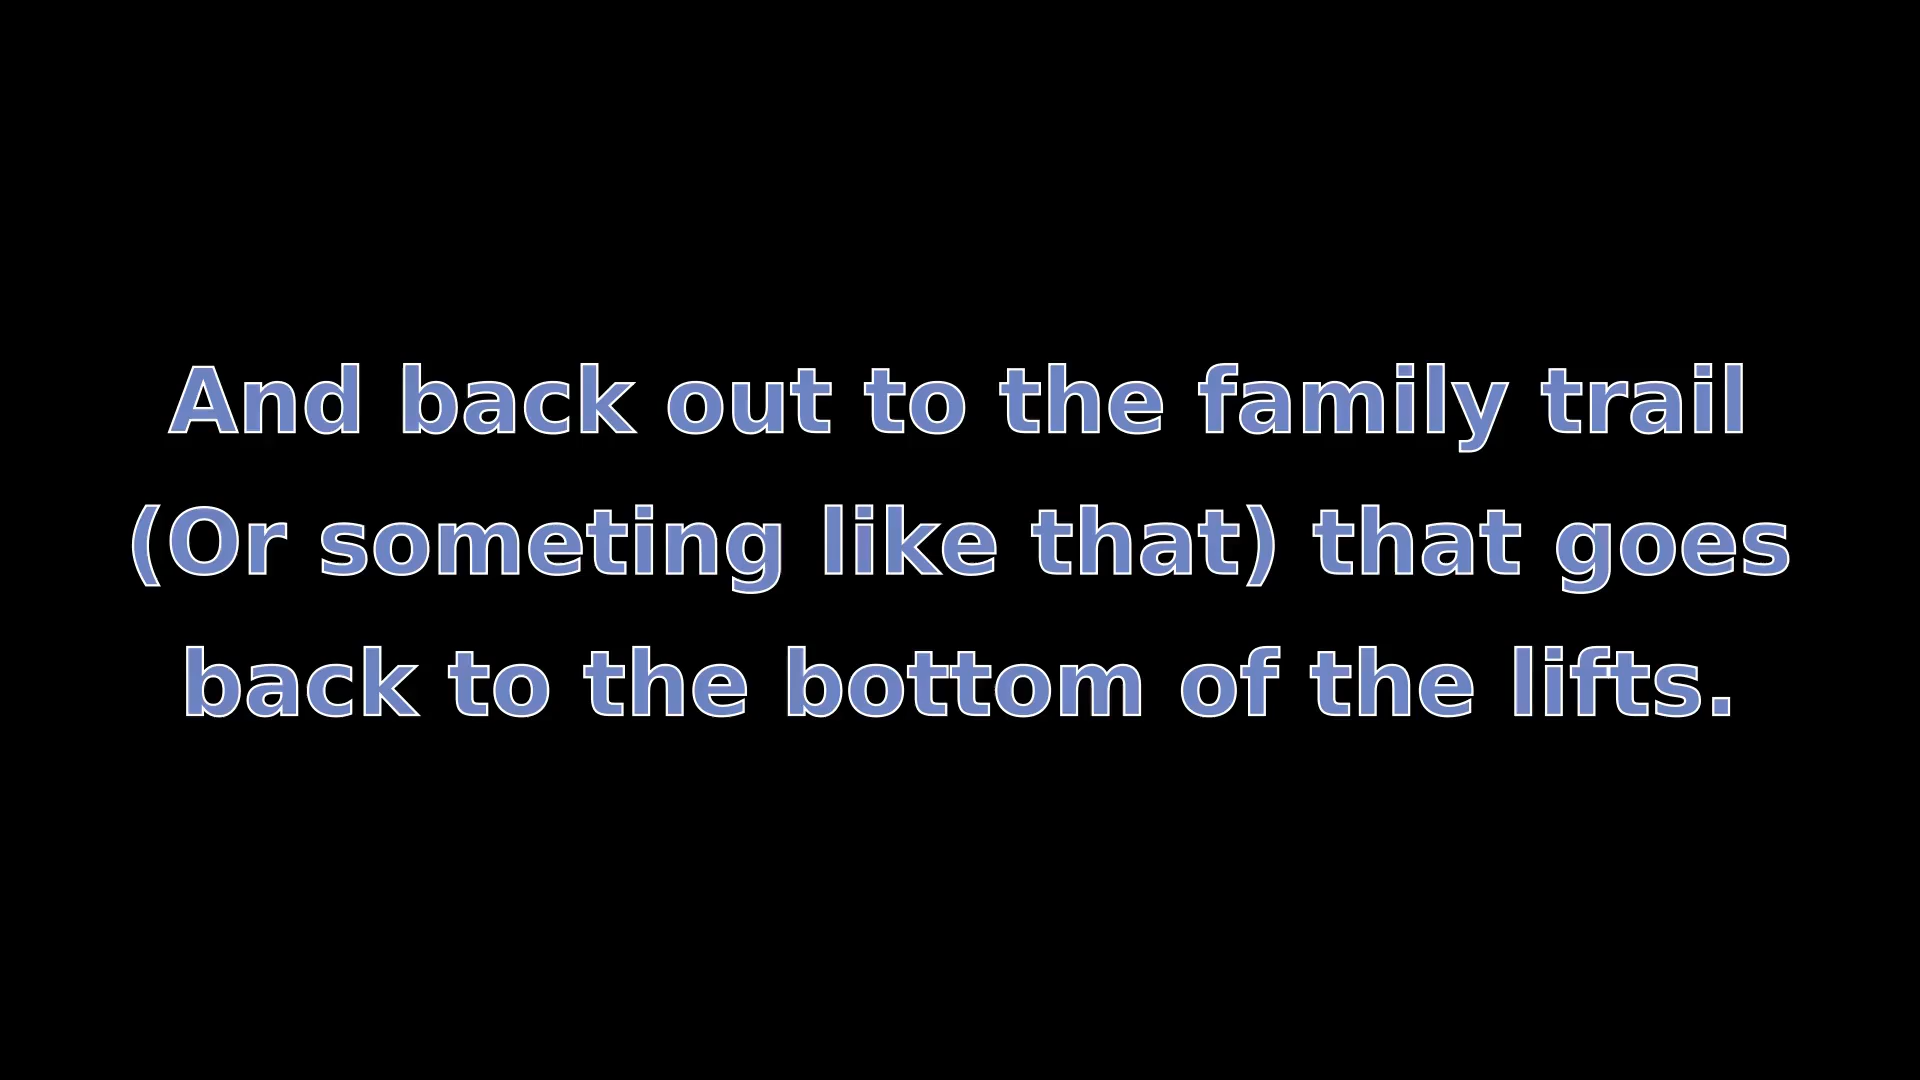 And back out to the family trail
(Or someting like that) that goes
back to the bottom of the lifts.